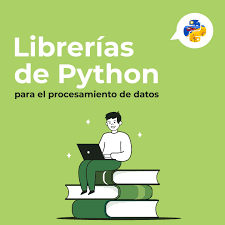 Librerías
de Python
para el procesamiento de datos